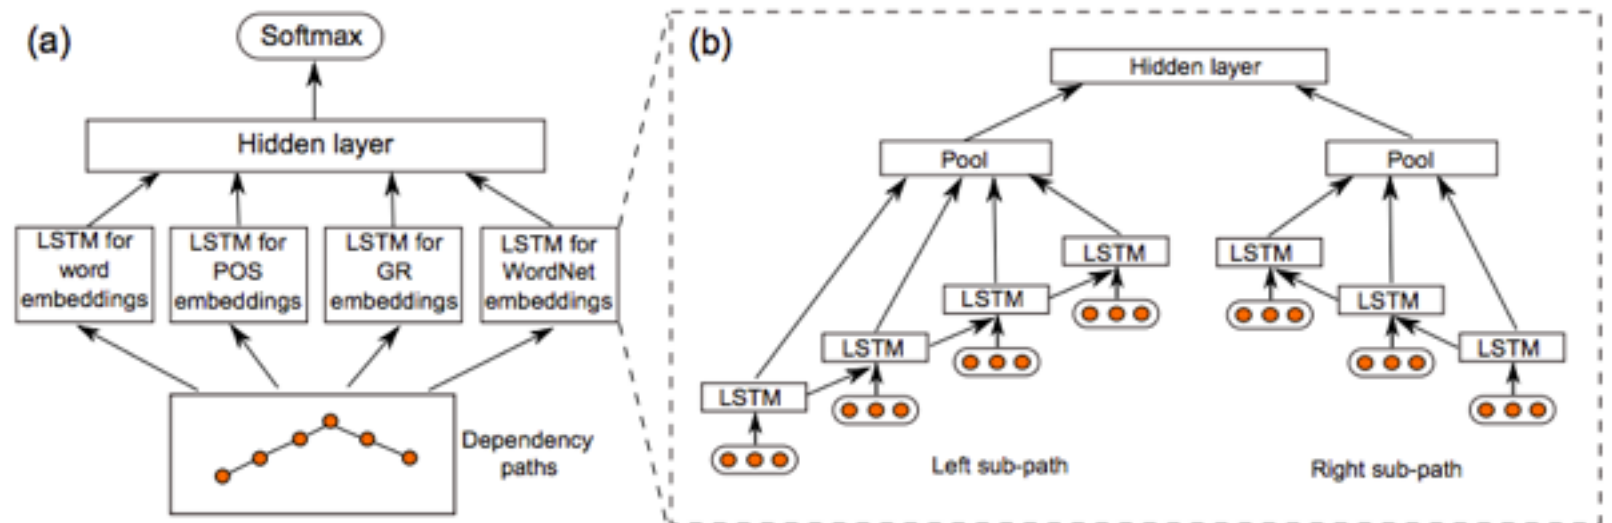 (a)
Softmax
Hidden layer
LSTM for
word
embeddings
LSTM for
POS
embeddings
LSTM for
GR
embeddings
LSTM for
WordNet
embeddings
Dependency
paths
(b)
Hidden layer
Pool
Pool
LSTM
LSTM
LSTM
LSTM
LSTM
LSTM
LSTM
Left sub-path
Right sub-path